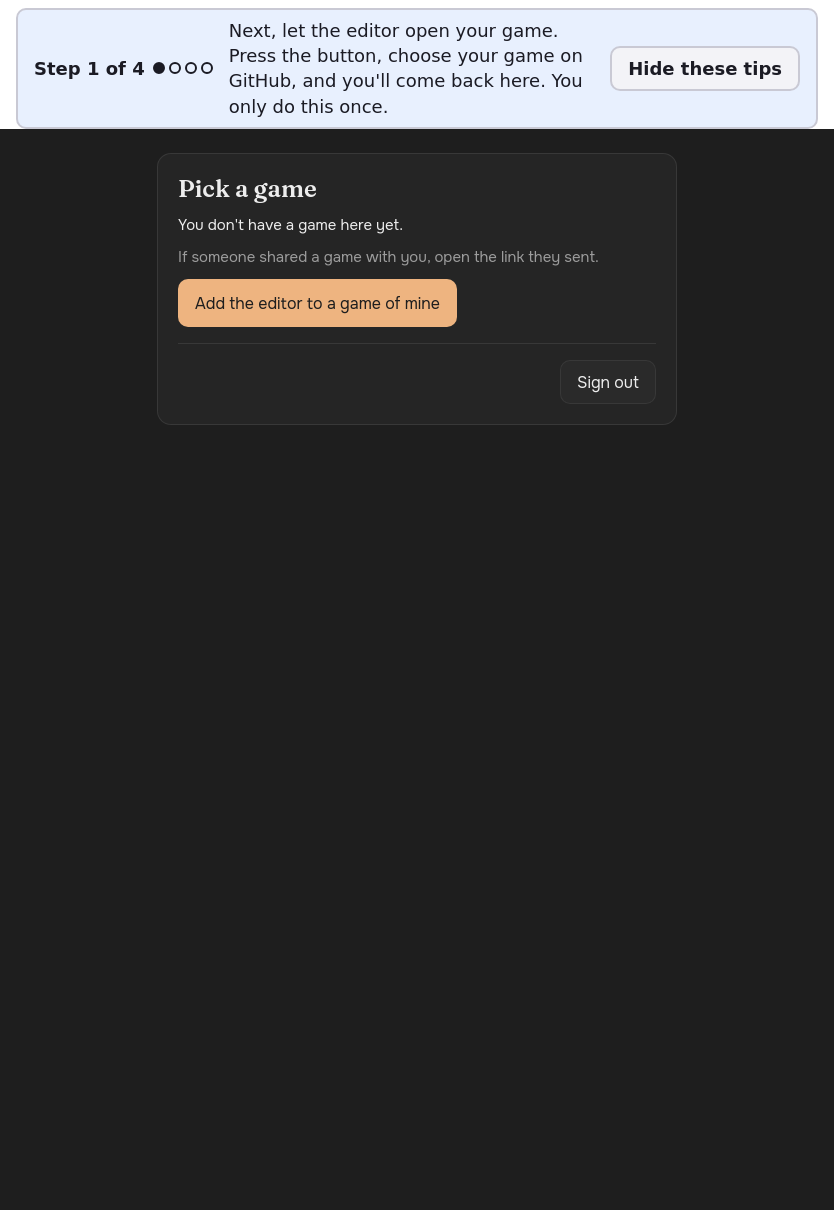 Step 1 of 4
Next, let the editor open your game.
Press the button, choose your game on
GitHub, and you'll come back here. You
only do this once.
Hide these tips
Pick a game
You don't have a game here yet.
If someone shared a game with you, open the link they sent.
Add the editor to a game of mine
Sign out